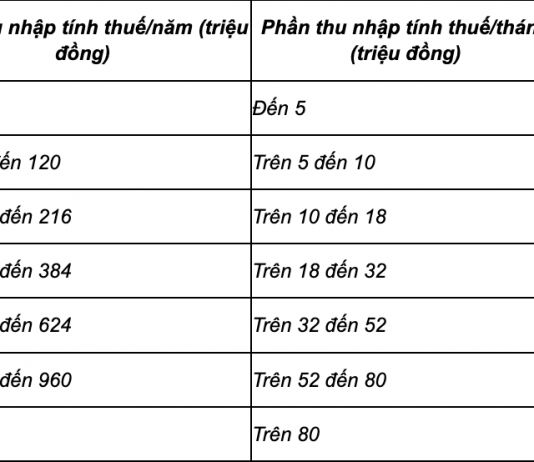 nhập tính thuế/năm (triệu
đồng)
Phần thu nhập tính thuế/thán
(triệu đồng)
Đến 5
ến 120
Trên 5 đến 10
đến 216
Trên 10 đến 18
đến 384
Trên 18 đến 32
đến 624
Trên 32 đến 52
đến 960
Trên 52 đến 80
Trên 80